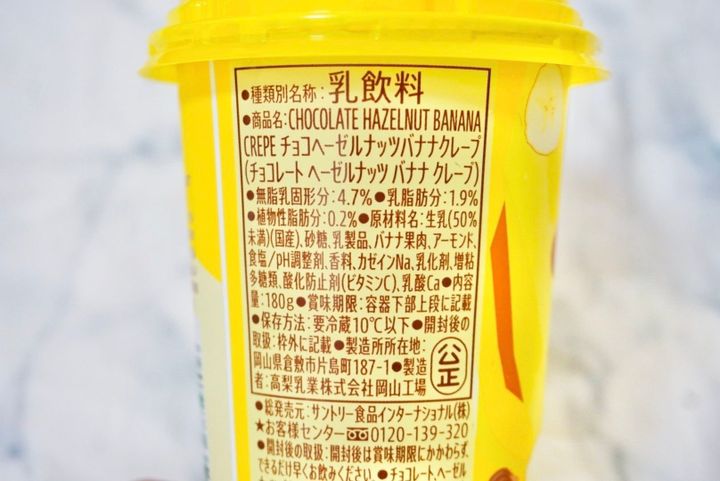 ●種類別名称：乳飲料
●商品名：CHOCOLATE HAZELNUT BANANA
CREPE チョコヘーゼルナッツバナナクレープ
(チョコレート ヘーゼルナッツ バナナ クレープ)
●無脂乳固形分：4.7%●乳脂肪分：1.9%
●植物性脂肪分：0.2%●原材料名：生乳(50%
未満)(国産)、砂糖、乳製品、バナナ果肉、アーモンド、
食塩/pH調整剤、香料、カゼインNa、乳化剤、増粘
多糖類、酸化防止剤(ビタミンC)、乳酸Ca●内容
量：180g●賞味期限：容器下部上段に記載
●保存方法：要冷蔵10℃以下●開封後の
取扱：枠外に記載●製造所所在地：
岡山県倉敷市片島町187-1●製造
者：高梨乳業株式会社岡山工場
公正
●総発売元：サントリー食品インターナショナル(株)
★お客様センター 0120-139-320
●開封後の取扱：開封後は賞味期限にかかわらず、
できるだけ早くお飲みください。●チョコレート、ヘーゼル